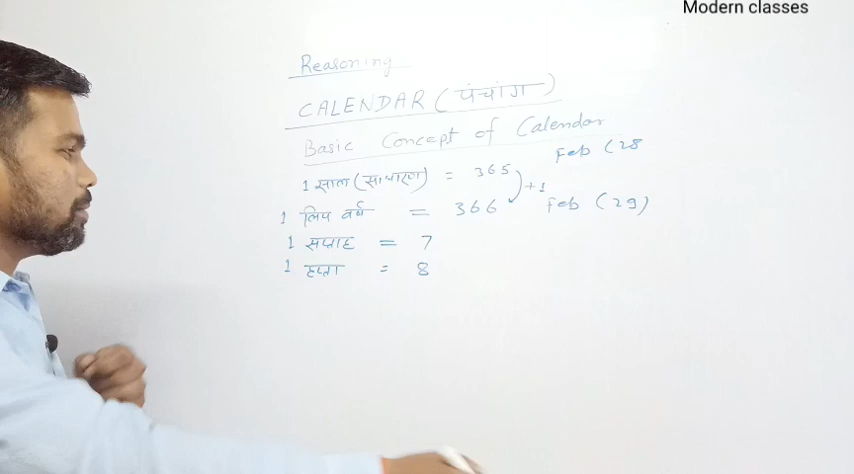 Modern classes
Reasoning
CALENDAR (पंचांग)
Basic Concept of Calendar
1 साल (साधारण) = 365 Feb (28
1 लिप वर्ष = 366 ) +1 Feb (29)
1 सप्ताह = 7
1 हप्ता = 8